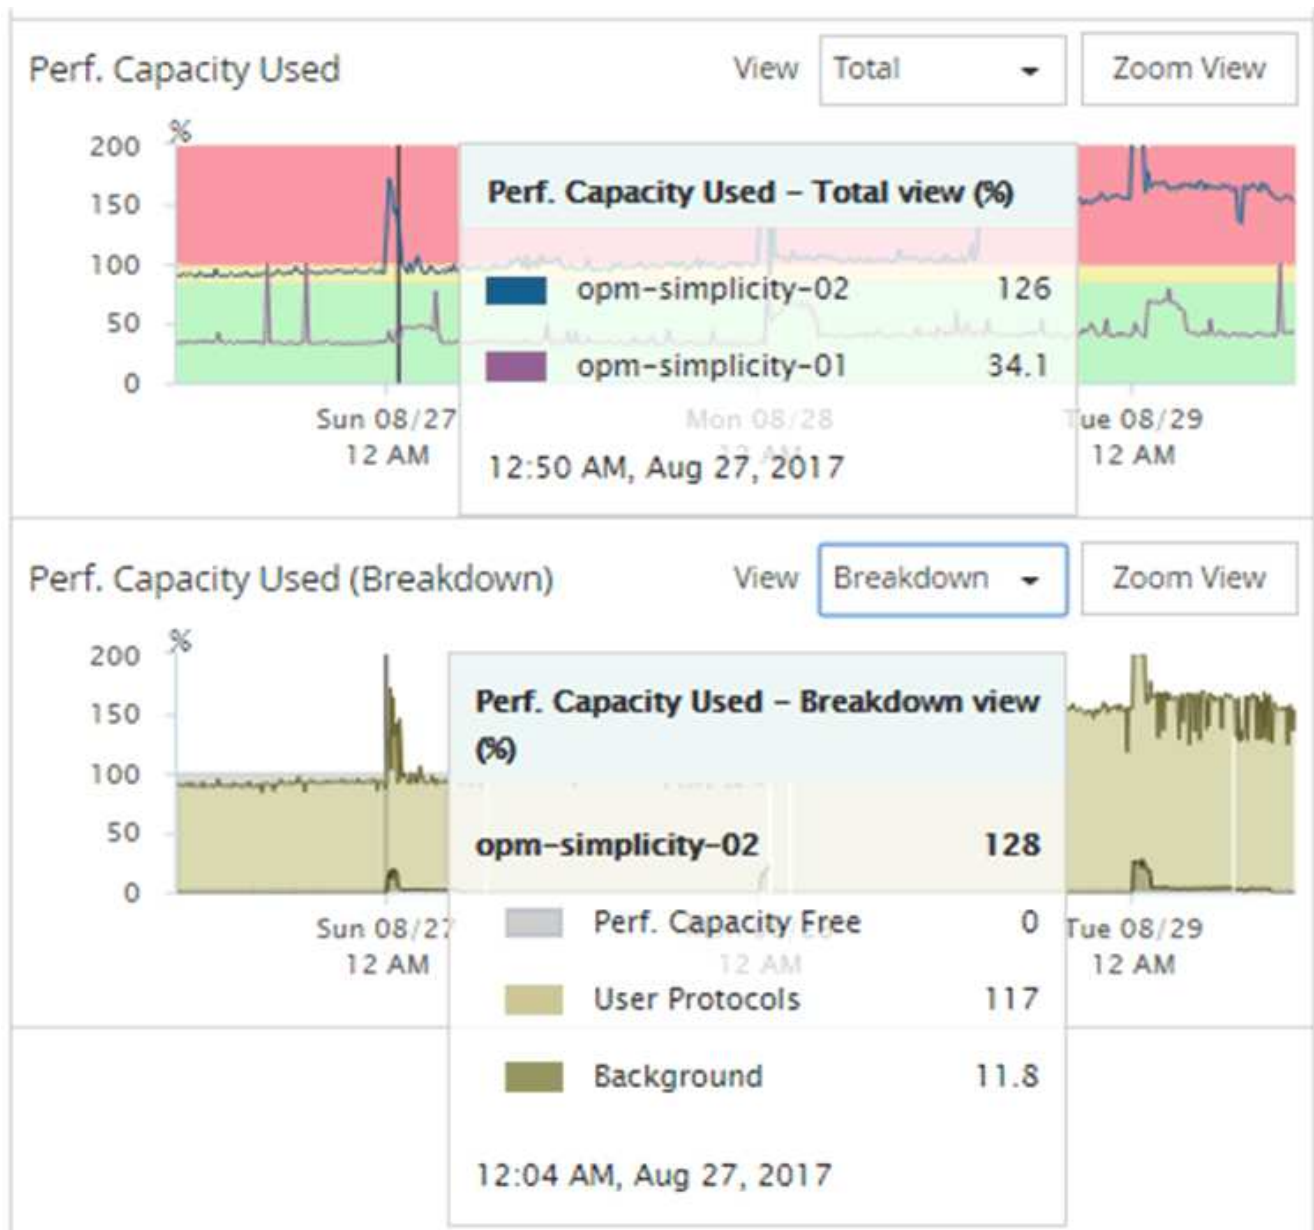 Perf. Capacity Used View Total Zoom View
%
200
150
100
50
0
Perf. Capacity Used – Total view (%)
opm-simplicity-02 126
opm-simplicity-01 34.1
12:50 AM, Aug 27, 2017
Sun 08/27 Mon 08/28 Tue 08/29
12 AM 12 AM 12 AM
Perf. Capacity Used (Breakdown) View Breakdown Zoom View
%
200
150
100
50
0
Perf. Capacity Used – Breakdown view
(%)
opm-simplicity-02 128
Perf. Capacity Free 0
User Protocols 117
Background 11.8
12:04 AM, Aug 27, 2017
Sun 08/27 Tue 08/29
12 AM 12 AM 12 AM